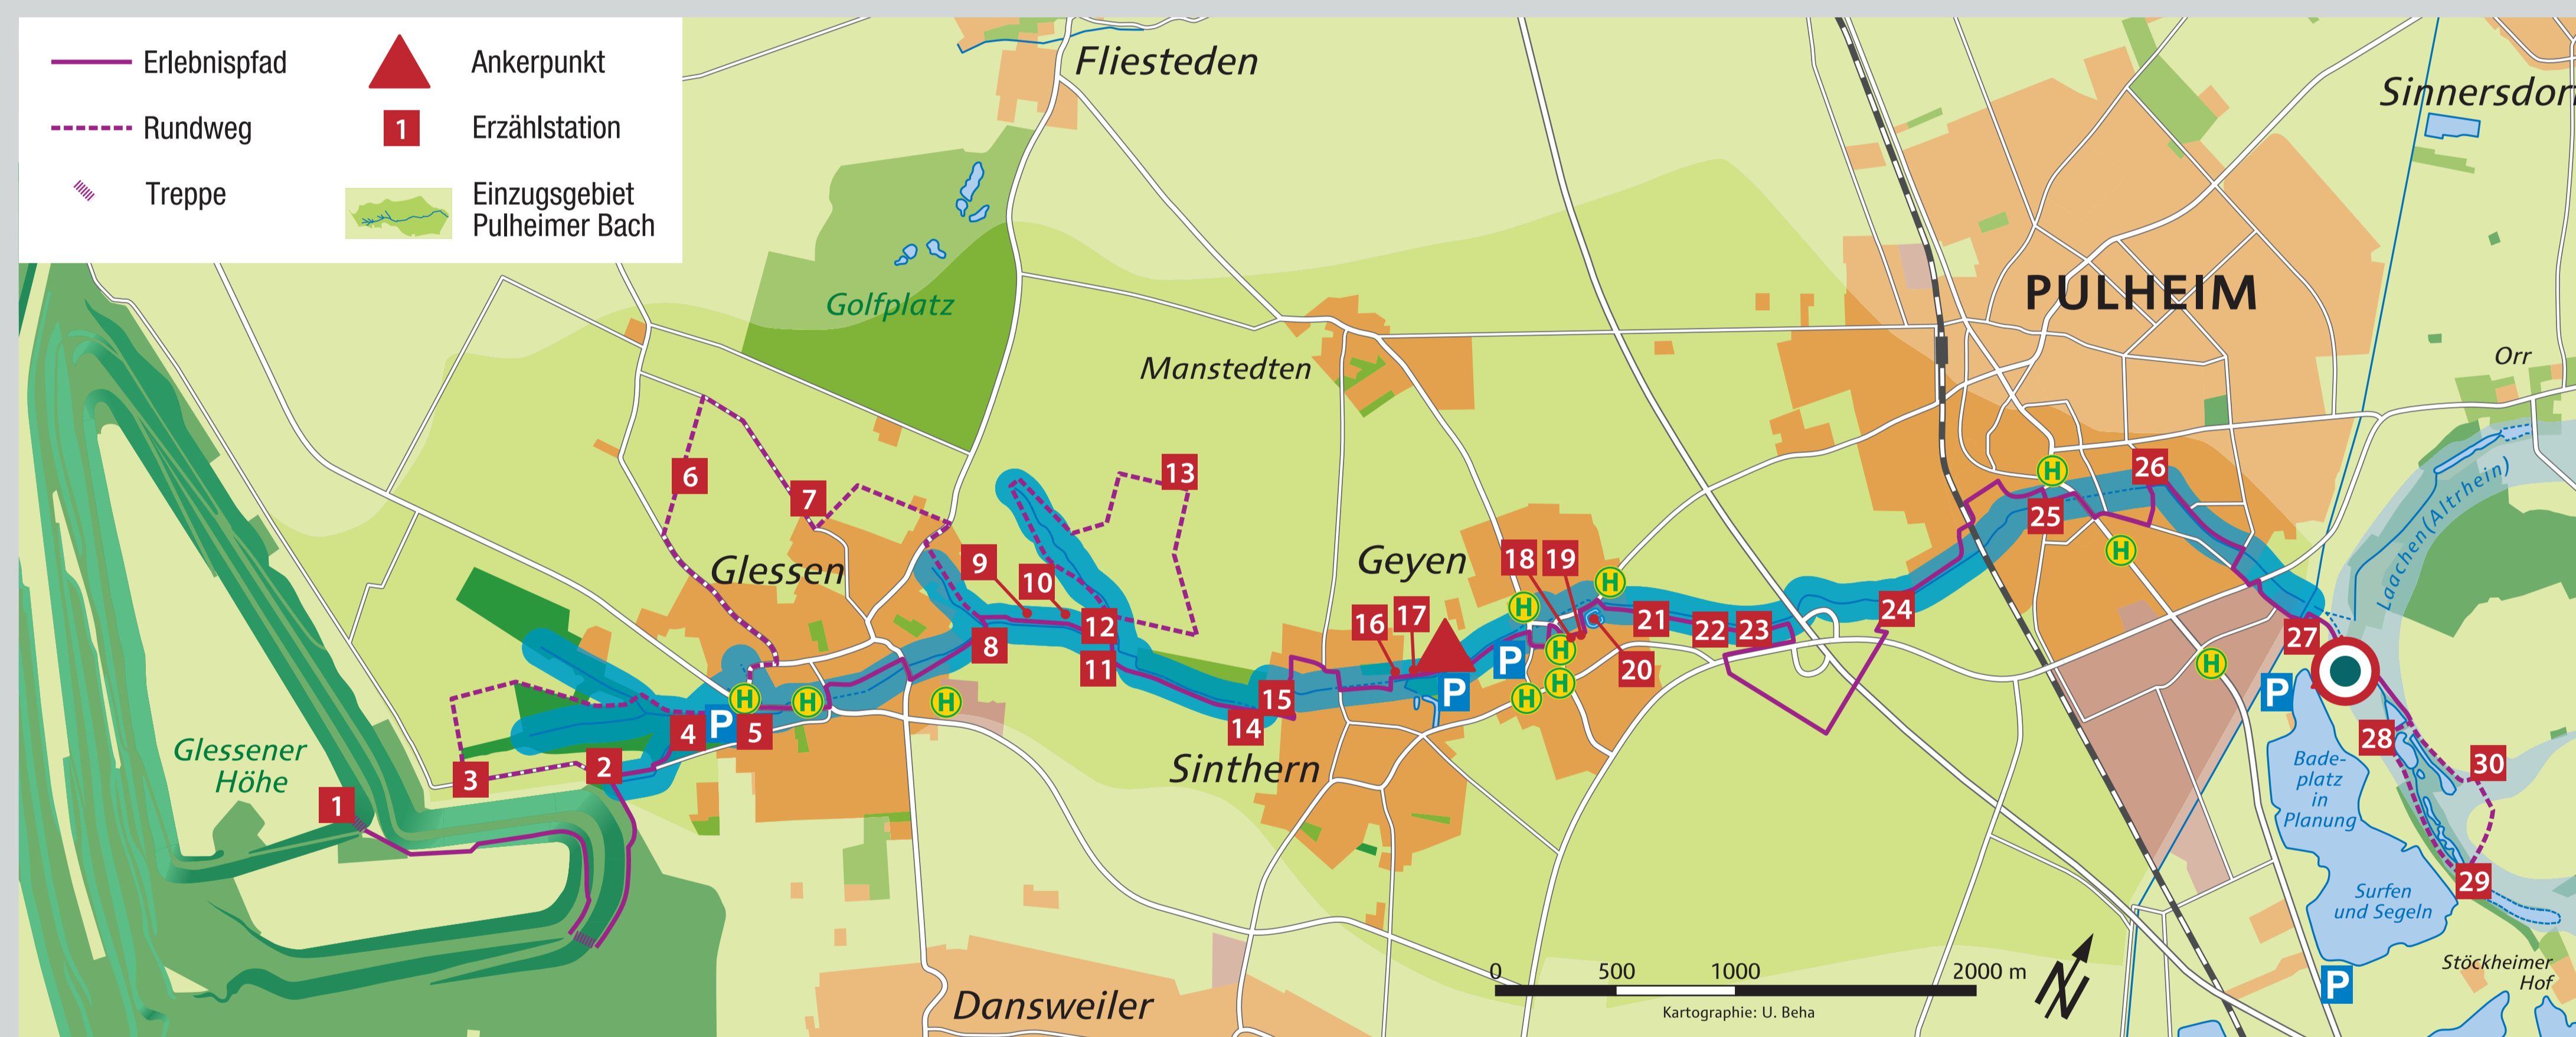 Erlebnispfad
Ankerpunkt
Rundweg
1
Erzählstation
Treppe
Einzugsgebiet
Pulheimer Bach
Fliesteden
Sinnersdor
Golfplatz
PULHEIM
Manstedten
Orr
6
7
13
H
26
Laachen(Altrhein)
25
Glessen
9
10
Geyen
18
19
H
H
H
12
16
17
21
22
23
24
8
11
P
H
20
27
H
15
P
H
H
P
H
H
H
4
P
5
14
28
Glessener
Höhe
3
2
Sinthern
30
Bade-
platz
in
Planung
1
29
Surfen
und Segeln
0 500 1000 2000 m
N
Kartographie: U. Beha
Dansweiler
Stöckheimer
Hof
P